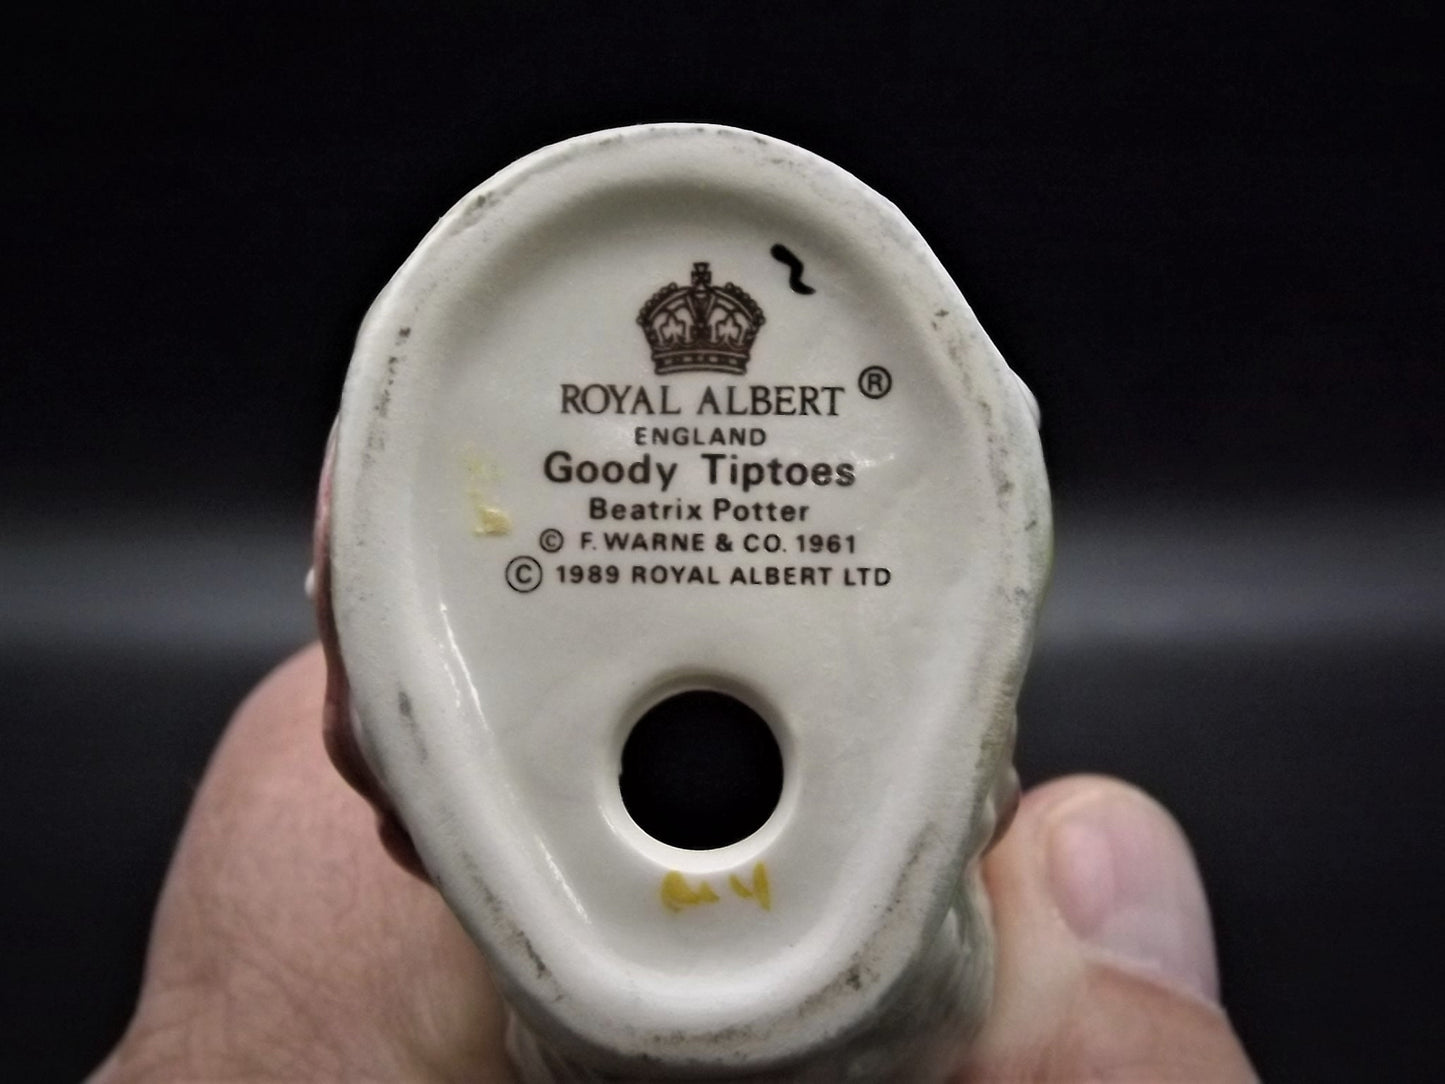 ROYAL ALBERT ®
ENGLAND
Goody Tiptoes
Beatrix Potter
© F. WARNE & CO. 1961
© 1989 ROYAL ALBERT LTD